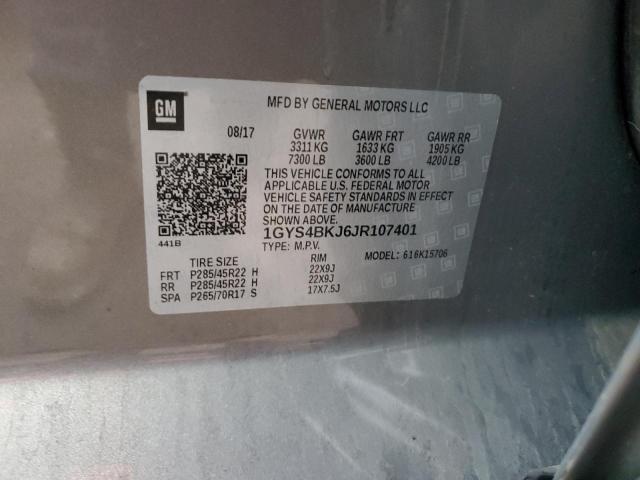 GM
MFD BY GENERAL MOTORS LLC
08/17 GVWR GAWR FRT GAWR RR
3311 KG 1633 KG 1905 KG
7300 LB 3600 LB 4200 LB
THIS VEHICLE CONFORMS TO ALL
APPLICABLE U.S. FEDERAL MOTOR
VEHICLE SAFETY STANDARDS IN EFFECT
ON THE DATE OF MANUFACTURE
SHOWN ABOVE.
1GYS4BKJ6JR107401
441B
TYPE: M.P.V. MODEL: 616K15706
TIRE SIZE RIM
FRT P285/45R22 H 22X9J
RR P285/45R22 H 22X9J
SPA P265/70R17 S 17X7.5J